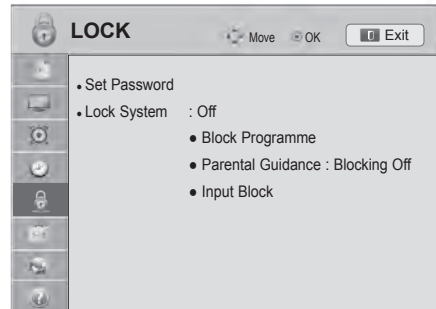 LOCK
Move OK Exit
• Set Password
• Lock System : Off
● Block Programme
● Parental Guidance : Blocking Off
● Input Block